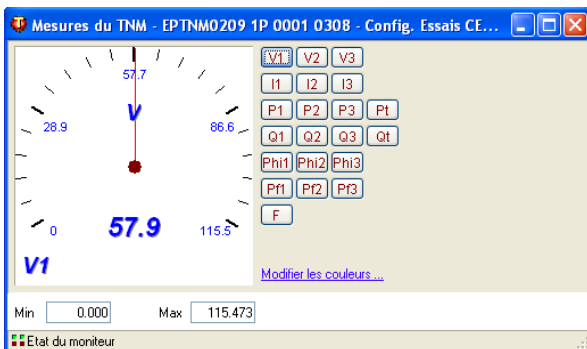 Mesures du TNM - EPTNM0209 1P 0001 0308 - Config. Essais CE...
57.7
V
28.9 86.6
0 57.9 115.5
V1
V1 V2 V3
I1 I2 I3
P1 P2 P3 Pt
Q1 Q2 Q3 Qt
Phi1 Phi2 Phi3
Pf1 Pf2 Pf3
F
Modifier les couleurs ...
Min 0.000 Max 115.473
Etat du moniteur